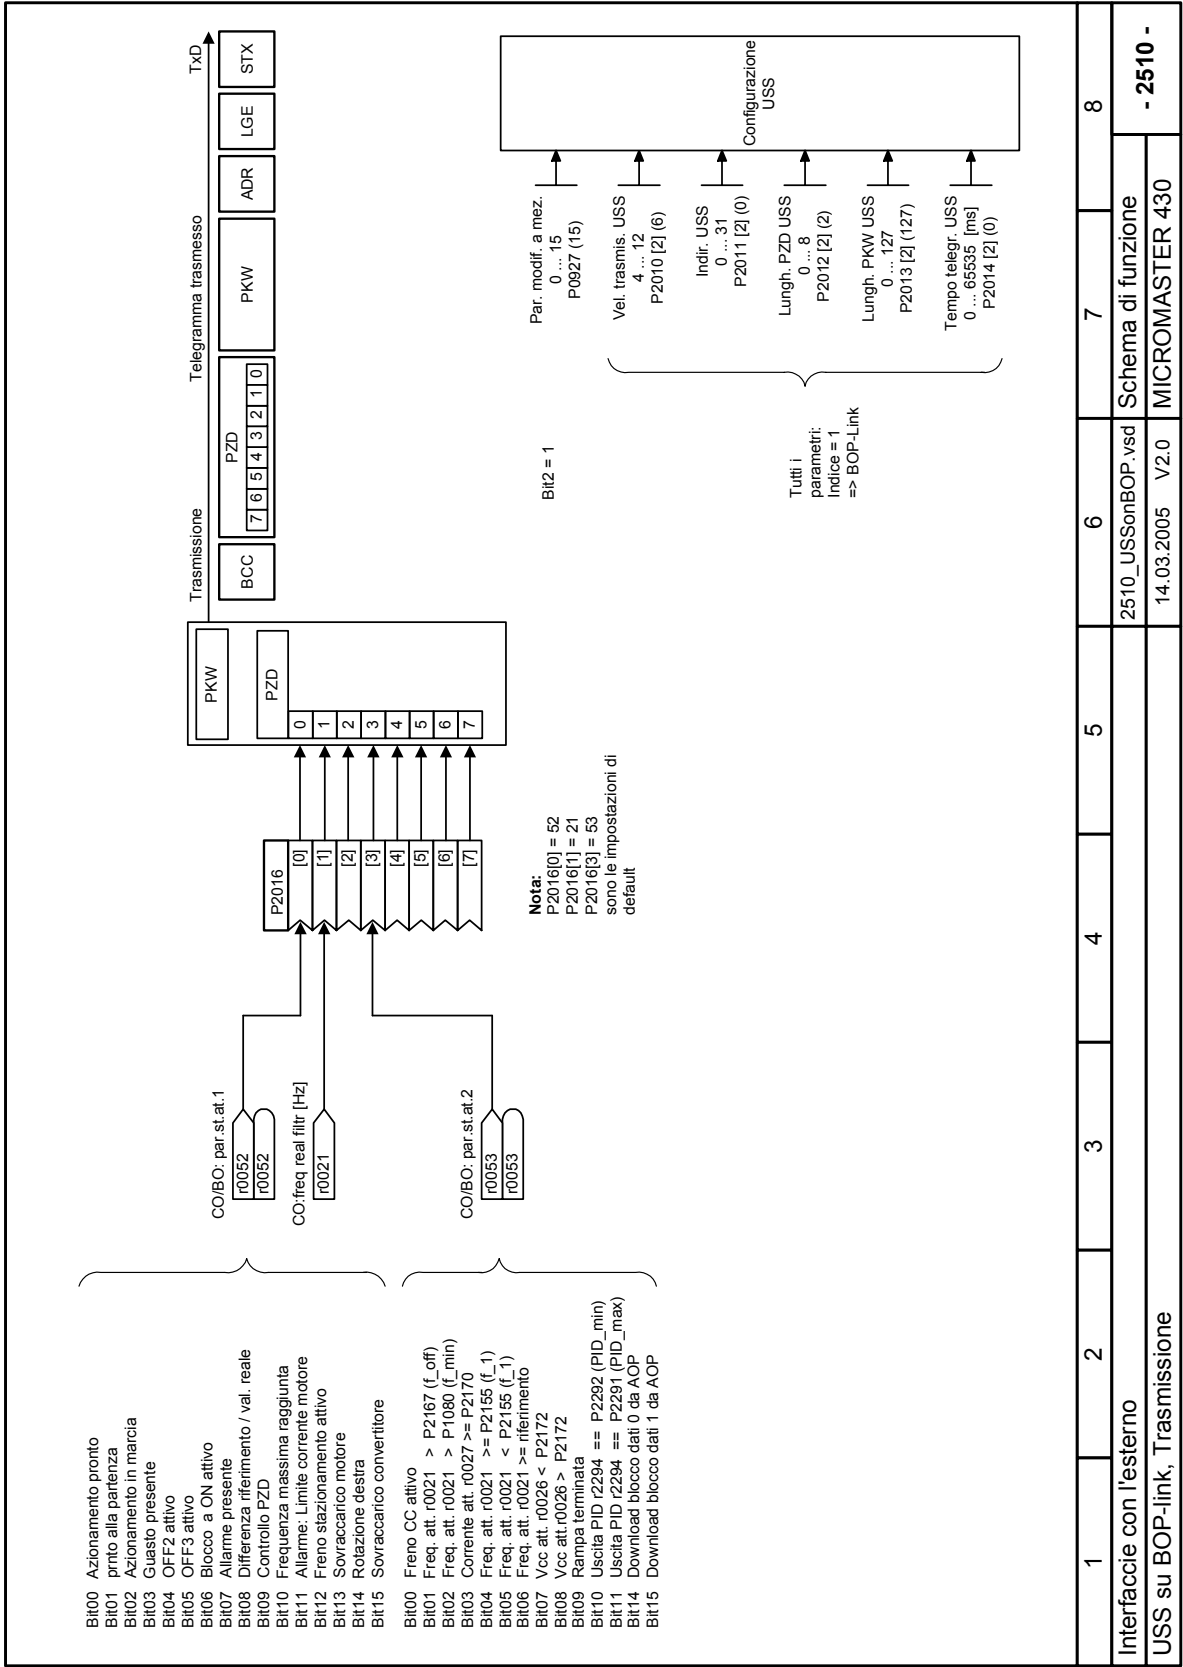 Bit00 Azionamento pronto
Bit01 prnto alla partenza
Bit02 Azionamento in marcia
Bit03 Guasto presente
Bit04 OFF2 attivo
Bit05 OFF3 attivo
Bit06 Blocco a ON attivo
Bit07 Allarme presente
Bit08 Differenza riferimento / val. reale
Bit09 Controllo PZD
Bit10 Frequenza massima raggiunta
Bit11 Allarme: Limite corrente motore
Bit12 Freno stazionamento attivo
Bit13 Sovraccarico motore
Bit14 Rotazione destra
Bit15 Sovraccarico convertitore
Bit00 Freno CC attivo
Bit01 Freq. att. r0021 > P2167 (f_off)
Bit02 Freq. att. r0021 > P1080 (f_min)
Bit03 Corrente att. r0027 >= P2170
Bit04 Freq. att. r0021 >= P2155 (f_1)
Bit05 Freq. att. r0021 < P2155 (f_1)
Bit06 Freq. att. r0021 >= riferimento
Bit07 Vcc att. r0026 < P2172
Bit08 Vcc att.r0026 > P2172
Bit09 Rampa terminata
Bit10 Uscita PID r2294 == P2292 (PID_min)
Bit11 Uscita PID r2294 == P2291 (PID_max)
Bit14 Download blocco dati 0 da AOP
Bit15 Download blocco dati 1 da AOP
CO/BO: par.st.at.1
r0052
r0052
CO:freq real filtr [Hz]
r0021
CO/BO: par.st.at.2
r0053
r0053
P2016
[0]
[1]
[2]
[3]
[4]
[5]
[6]
[7]
Nota:
P2016[0] = 52
P2016[1] = 21
P2016[3] = 53
sono le impostazioni di
default
PKW
PZD
0
1
2
3
4
5
6
7
Trasmissione
Telegramma trasmesso
TxD
BCC
PZD
7 6 5 4 3 2 1 0
PKW
ADR
LGE
STX
Bit2 = 1
Par. modif. a mez.
0 ... 15
P0927 (15)
Vel. trasmis. USS
4 ... 12
P2010 [2] (6)
Indir. USS
0 ... 31
P2011 [2] (0)
Lungh. PZD USS
0 ... 8
P2012 [2] (2)
Lungh. PKW USS
0 ... 127
P2013 [2] (127)
Tempo telegr. USS
0 ... 65535 [ms]
P2014 [2] (0)
Tutti i
parametri:
Indice = 1
=> BOP-Link
Configurazione
USS
1 2 3 4 5 6 7 8
Interfaccie con l'esterno
2510_USSonBOP.vsd
Schema di funzione
- 2510 -
USS su BOP-link, Trasmissione
14.03.2005 V2.0
MICROMASTER 430